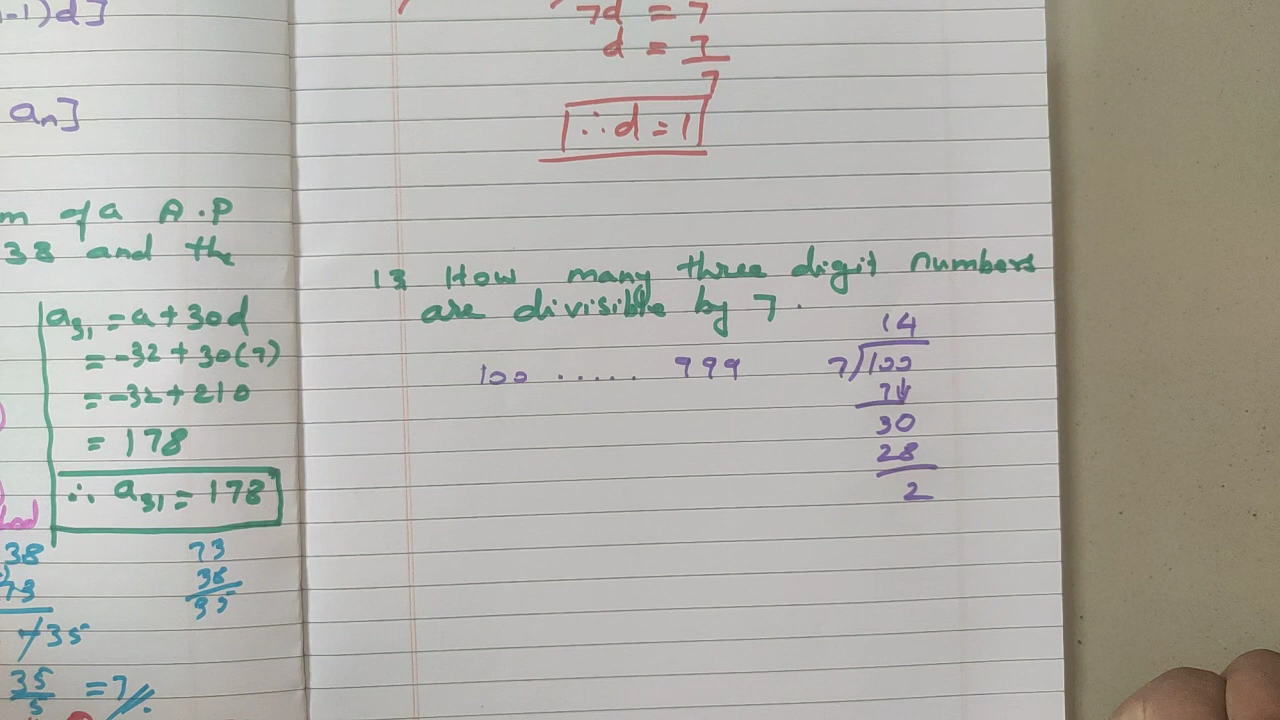 n-1)d]
an]
m of a A.P
38 and the
a31 = a + 30d
= -32 + 30(7)
= -32 + 210
= 178
∴ a31 = 178
38
73
35
5
= 7
73
38
35
7d = 7
d = 7
7
∴ d = 1
13 How many three digit numbers
are divisible by 7.
100 ..... 999
14
7)100
7↓
30
28
2